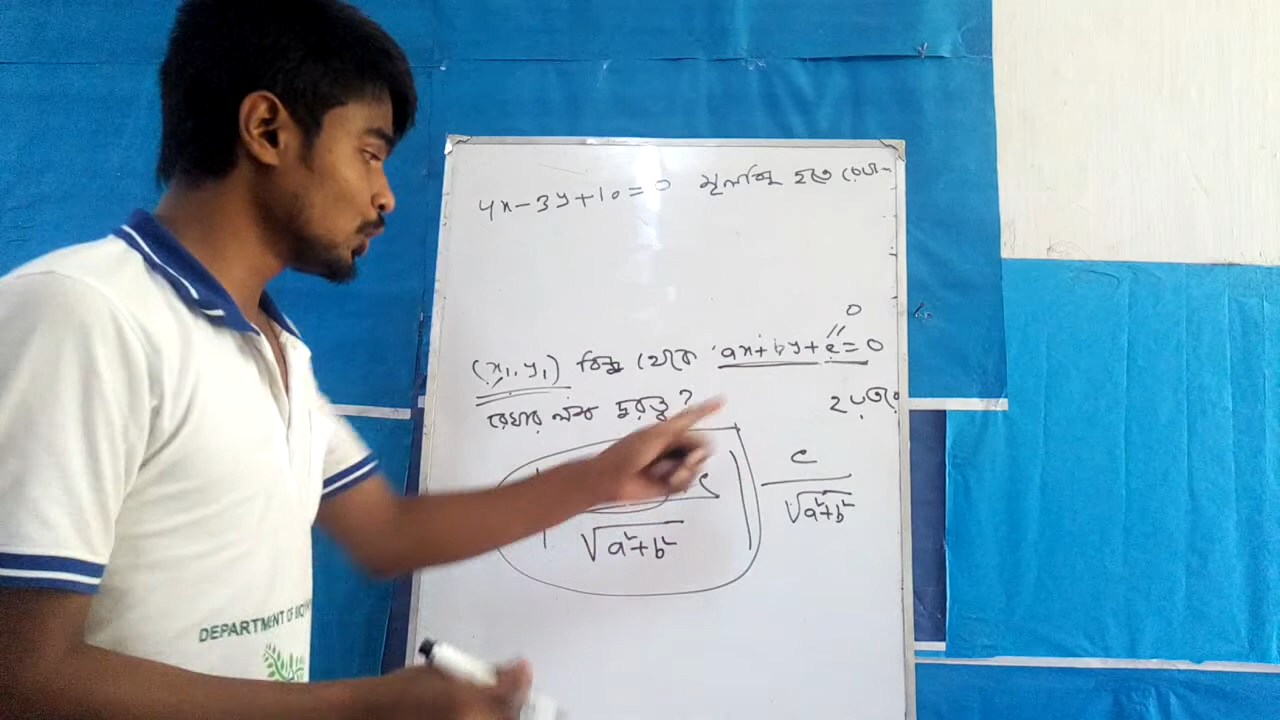 4x-3y+10=0 মূলবিন্দু হতে রেখা-
0
(x₁, y₁) বিন্দু থেকে ax+by+c=0
রেখার লম্ব দূরত্ব?
c
c
√a²+b²
√a²+b²
DEPARTMENT OF